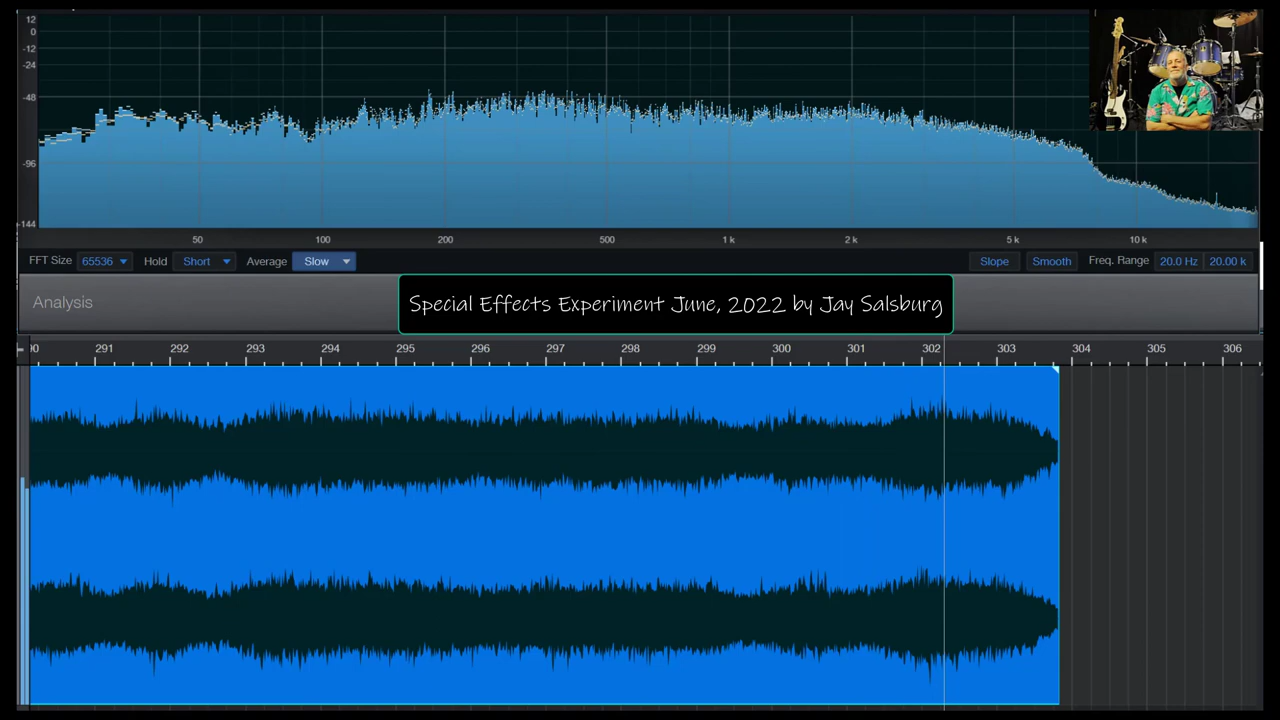 12
0
-12
-24
-48
-96
-144
50 100 200 500 1 k 2 k 5 k 10 k
FFT Size 65536 Hold Short Average Slow Slope Smooth Freq. Range 20.0 Hz 20.00 k
Analysis
Special Effects Experiment June, 2022 by Jay Salsburg
90 291 292 293 294 295 296 297 298 299 300 301 302 303 304 305 306